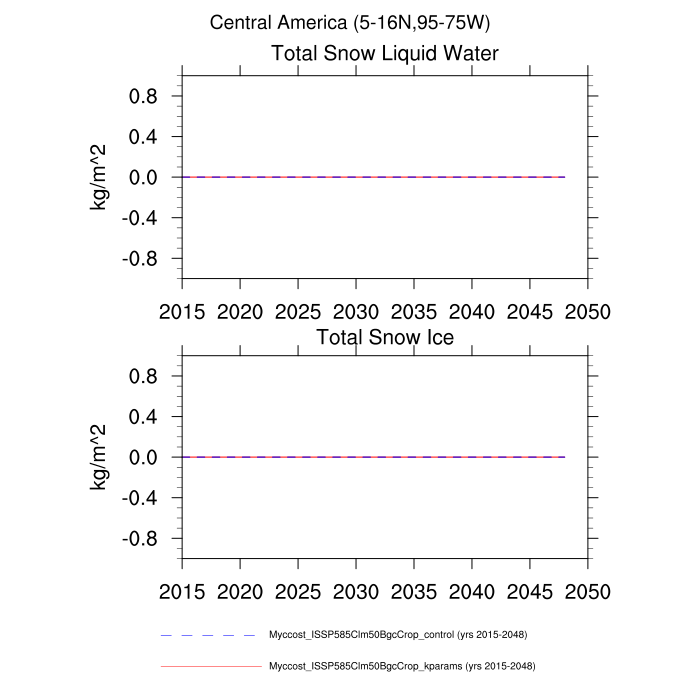 Central America (5-16N,95-75W)
Total Snow Liquid Water
kg/m^2
0.8
0.4
0.0
-0.4
-0.8
2015 2020 2025 2030 2035 2040 2045 2050
Total Snow Ice
kg/m^2
0.8
0.4
0.0
-0.4
-0.8
2015 2020 2025 2030 2035 2040 2045 2050
Myccost_ISSP585Clm50BgcCrop_control (yrs 2015-2048)
Myccost_ISSP585Clm50BgcCrop_kparams (yrs 2015-2048)